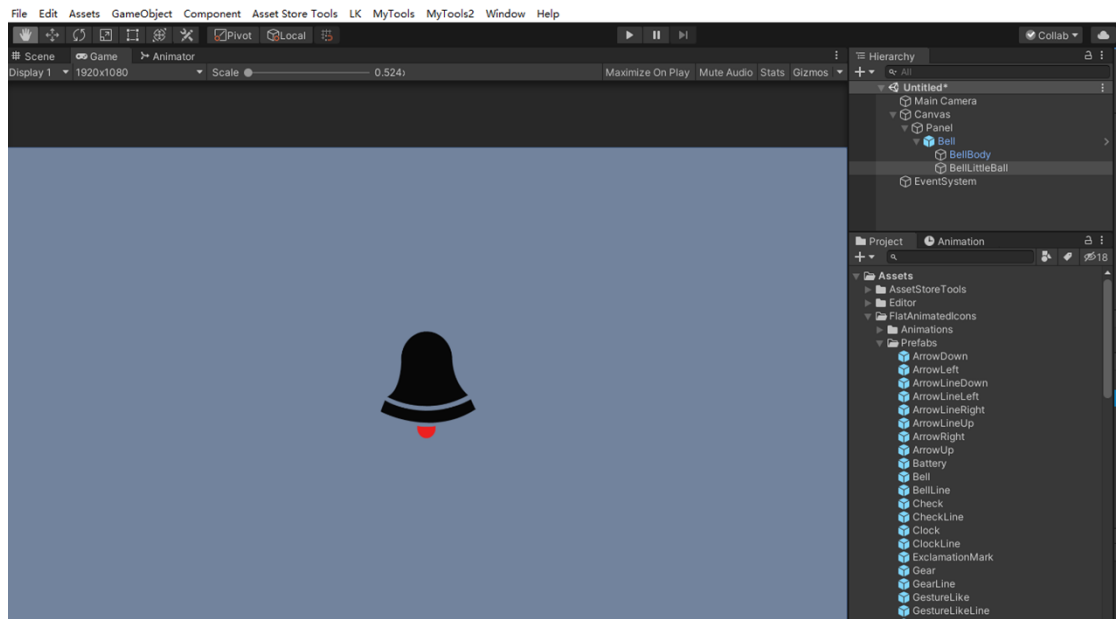 File Edit Assets GameObject Component Asset Store Tools LK MyTools MyTools2 Window Help
Pivot Local Collab
Scene Game Animator
Display 1 1920x1080 Scale 0.524 Maximize On Play Mute Audio Stats Gizmos
Hierarchy
All
Untitled*
Main Camera
Canvas
Panel
Bell
BellBody
BellLittleBall
EventSystem
Project Animation
18
Assets
AssetStoreTools
Editor
FlatAnimatedIcons
Animations
Prefabs
ArrowDown
ArrowLeft
ArrowLineDown
ArrowLineLeft
ArrowLineRight
ArrowLineUp
ArrowRight
ArrowUp
Battery
Bell
BellLine
Check
CheckLine
Clock
ClockLine
ExclamationMark
Gear
GearLine
GestureLike
GestureLikeLine